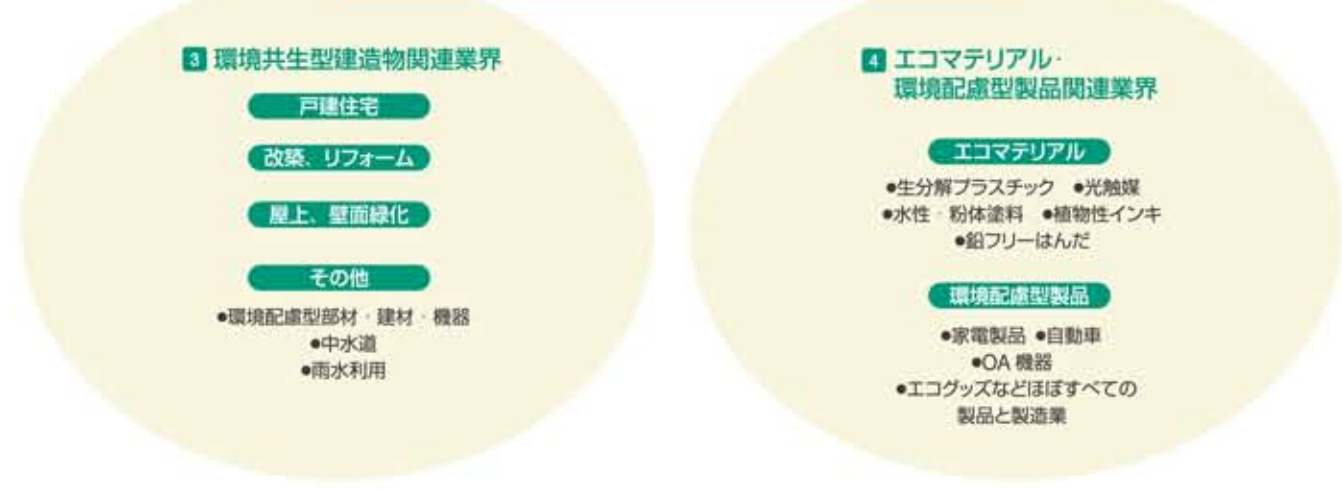 3 環境共生型建造物関連業界
戸建住宅
改築、リフォーム
屋上、壁面緑化
その他
●環境配慮型部材・建材・機器
●中水道
●雨水利用
4 エコマテリアル・
環境配慮型製品関連業界
エコマテリアル
●生分解プラスチック ●光触媒
●水性・粉体塗料 ●植物性インキ
●鉛フリーはんだ
環境配慮型製品
●家電製品 ●自動車
●OA 機器
●エコグッズなどほぼすべての
製品と製造業